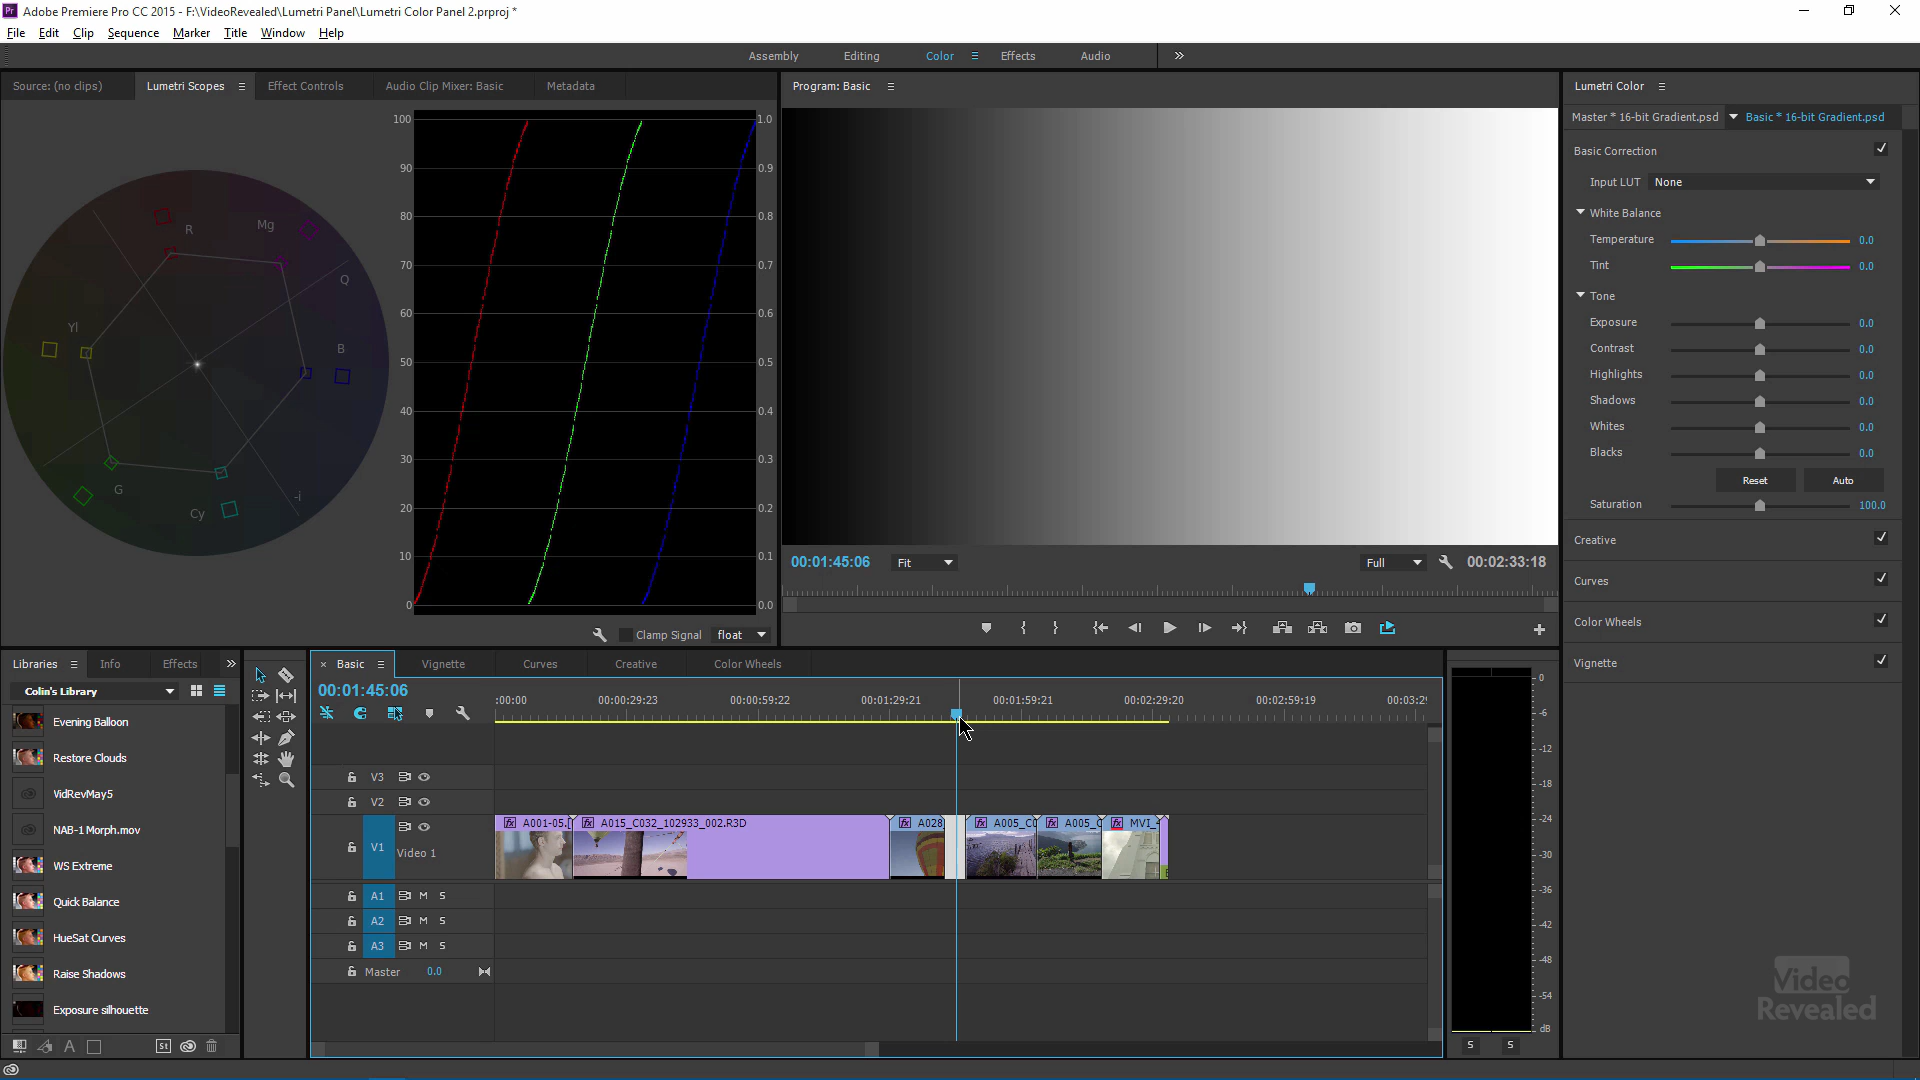 Adobe Premiere Pro CC 2015 - F:\VideoRevealed\Lumetri Panel\Lumetri Color Panel 2.prproj *
File Edit Clip Sequence Marker Title Window Help
Assembly Editing Color Effects Audio
Source: (no clips) Lumetri Scopes Effect Controls Audio Clip Mixer: Basic Metadata
Program: Basic
Lumetri Color
Master * 16-bit Gradient.psd Basic * 16-bit Gradient.psd
Basic Correction
Input LUT None
White Balance
Temperature 0.0
Tint 0.0
Tone
Exposure 0.0
Contrast 0.0
Highlights 0.0
Shadows 0.0
Whites 0.0
Blacks 0.0
Reset Auto
Saturation 100.0
Creative
Curves
Color Wheels
Vignette
R Mg Q B -i Cy G Yl
100 1.0
90 0.9
80 0.8
70 0.7
60 0.6
50 0.5
40 0.4
30 0.3
20 0.2
10 0.1
0 0.0
Clamp Signal float
00:01:45:06 Fit Full 00:02:33:18
Libraries Info Effects
Colin's Library
Evening Balloon
Restore Clouds
VidRevMay5
NAB-1 Morph.mov
WS Extreme
Quick Balance
HueSat Curves
Raise Shadows
Exposure silhouette
St
× Basic Vignette Curves Creative Color Wheels
00:01:45:06
:00:00 00:00:29:23 00:00:59:22 00:01:29:21 00:01:59:21 00:02:29:20 00:02:59:19 00:03:29
V3
V2
V1 Video 1
fx A001-05. fx A015_C032_102933_002.R3D fx A028 fx A005_C0 fx A005_C fx MVI_
A1 M S
A2 M S
A3 M S
Master 0.0
0
-6
-12
-18
-24
-30
-36
-42
-48
-54
dB
S S
Video
Revealed